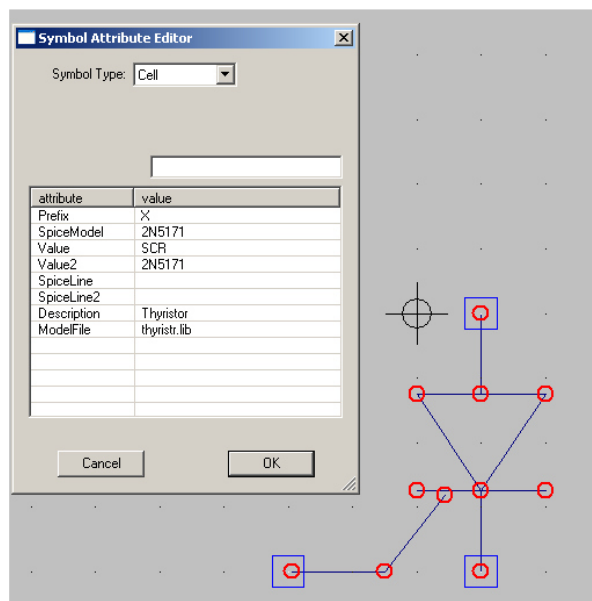 Symbol Attribute Editor
Symbol Type: Cell
attribute value
Prefix X
SpiceModel 2N5171
Value SCR
Value2 2N5171
SpiceLine
SpiceLine2
Description Thyristor
ModelFile thyristr.lib
Cancel OK